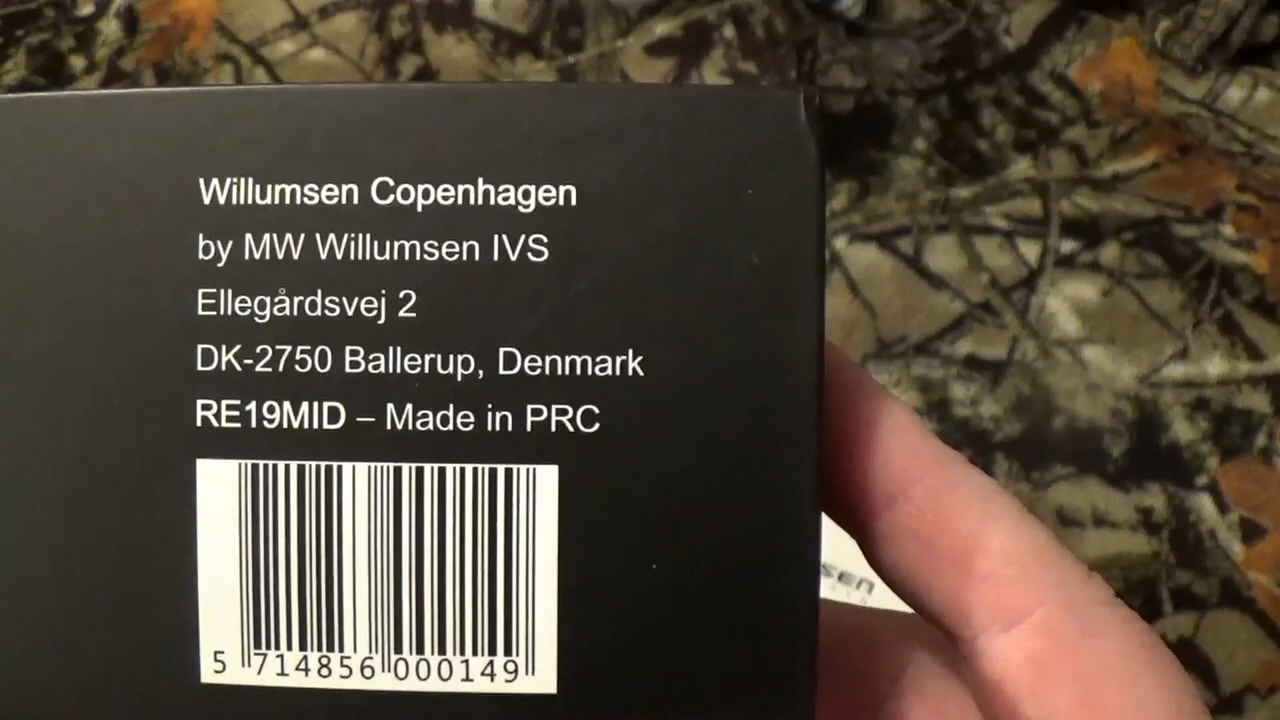 Willumsen Copenhagen
by MW Willumsen IVS
Ellegårdsvej 2
DK-2750 Ballerup, Denmark
RE19MID – Made in PRC
5 714856 000149